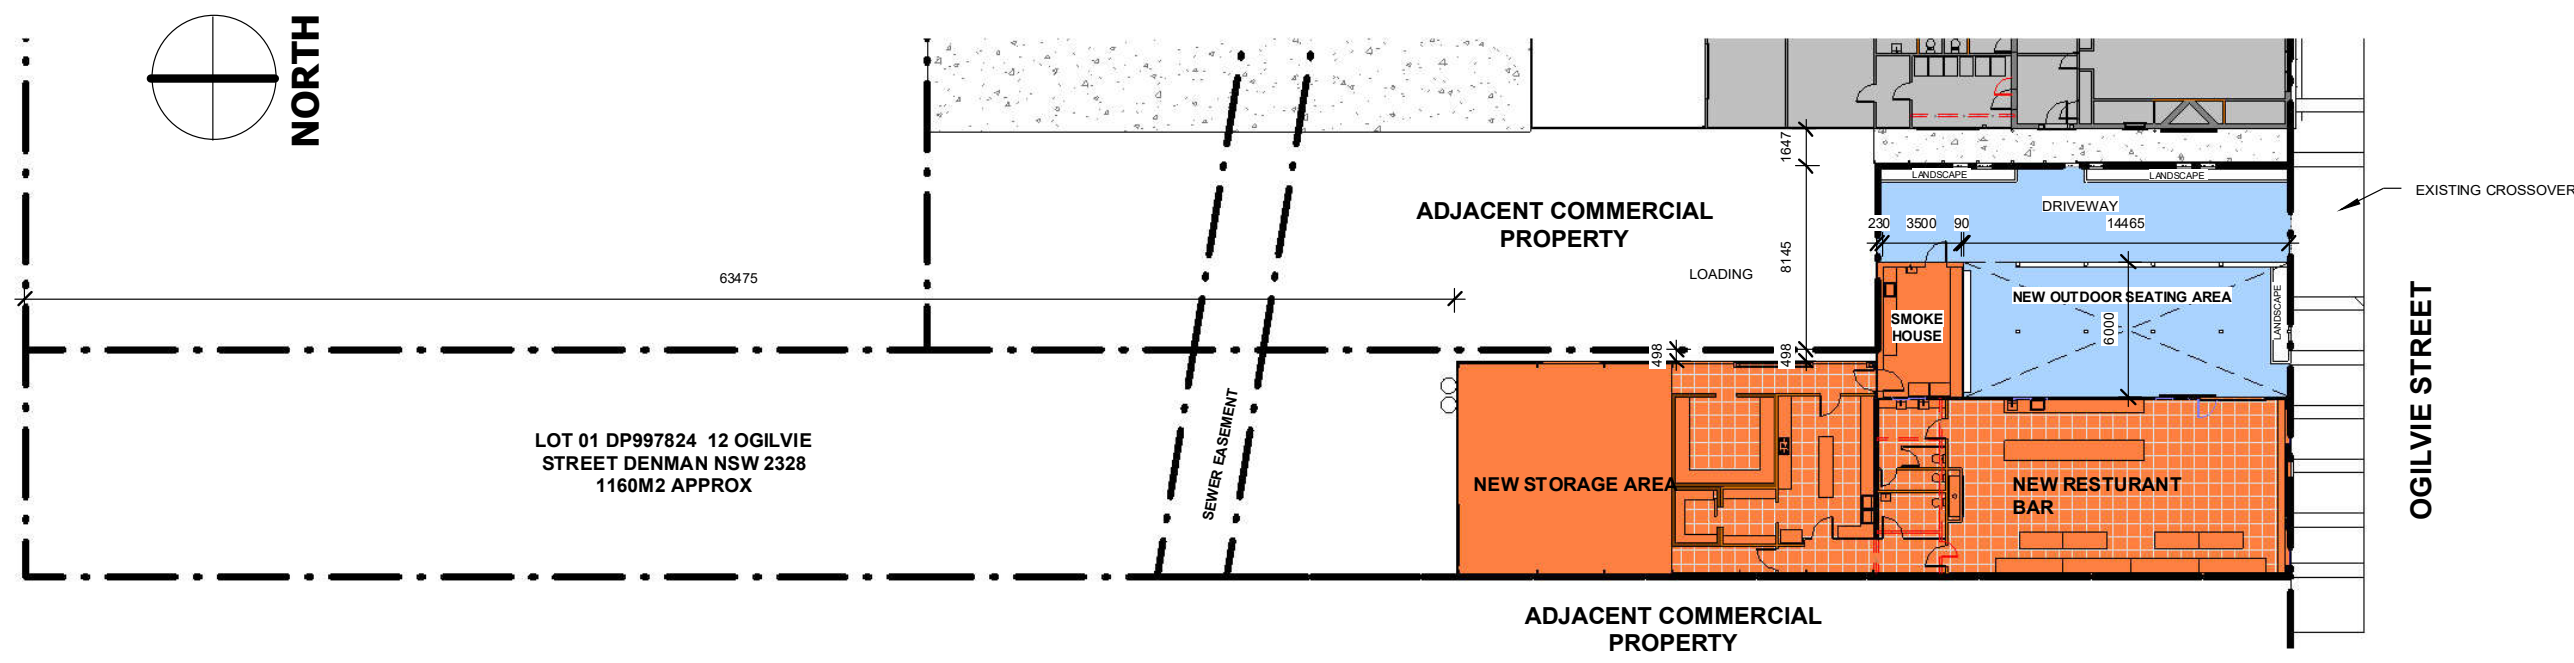 NORTH
1647
LANDSCAPE
LANDSCAPE
EXISTING CROSSOVER
DRIVEWAY
ADJACENT COMMERCIAL
PROPERTY
230
3500
90
14465
8145
LOADING
63475
NEW OUTDOOR SEATING AREA
LANDSCAPE
SMOKE
HOUSE
6000
498
498
OGILVIE STREET
SEWER EASEMENT
LOT 01 DP997824 12 OGILVIE
STREET DENMAN NSW 2328
1160M2 APPROX
NEW STORAGE AREA
NEW RESTURANT
BAR
ADJACENT COMMERCIAL
PROPERTY